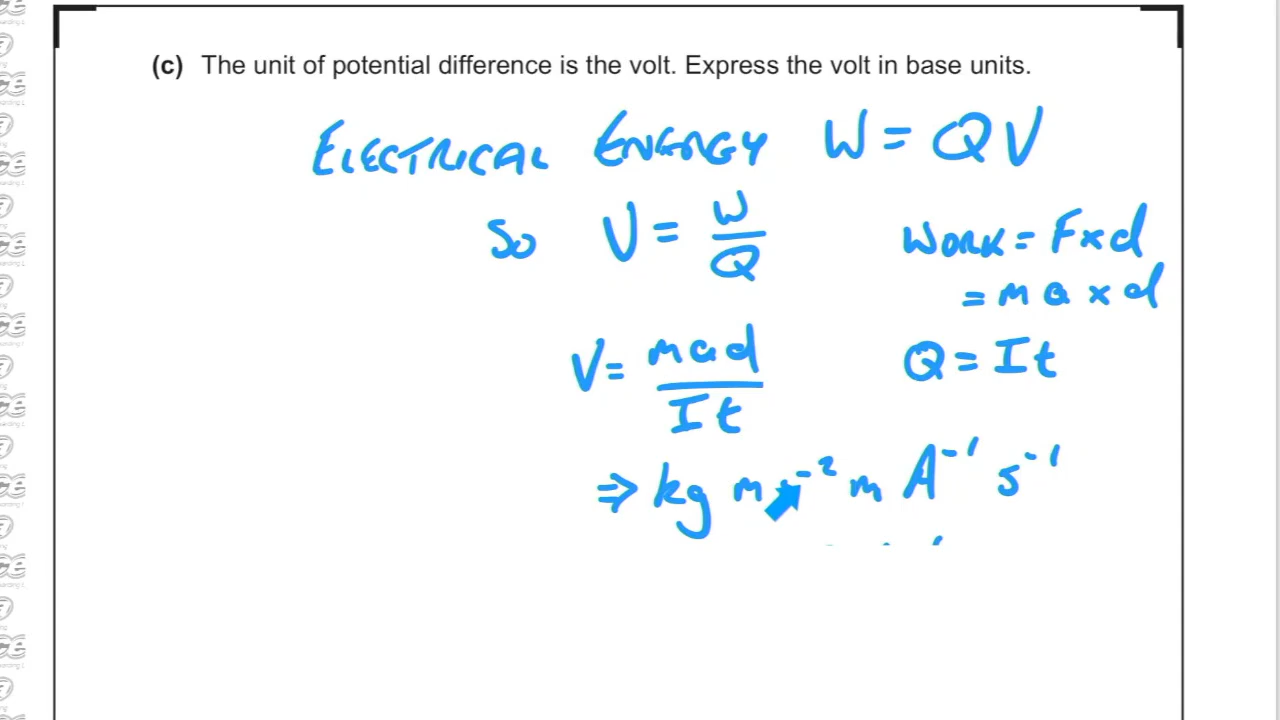 (c) The unit of potential difference is the volt. Express the volt in base units.
ELECTRICAL ENERGY W = QV
So V = W/Q
WORK = F × d
= m a × d
V = mad/It
Q = It
⇒ kg m ⁻² m A⁻¹ s⁻¹